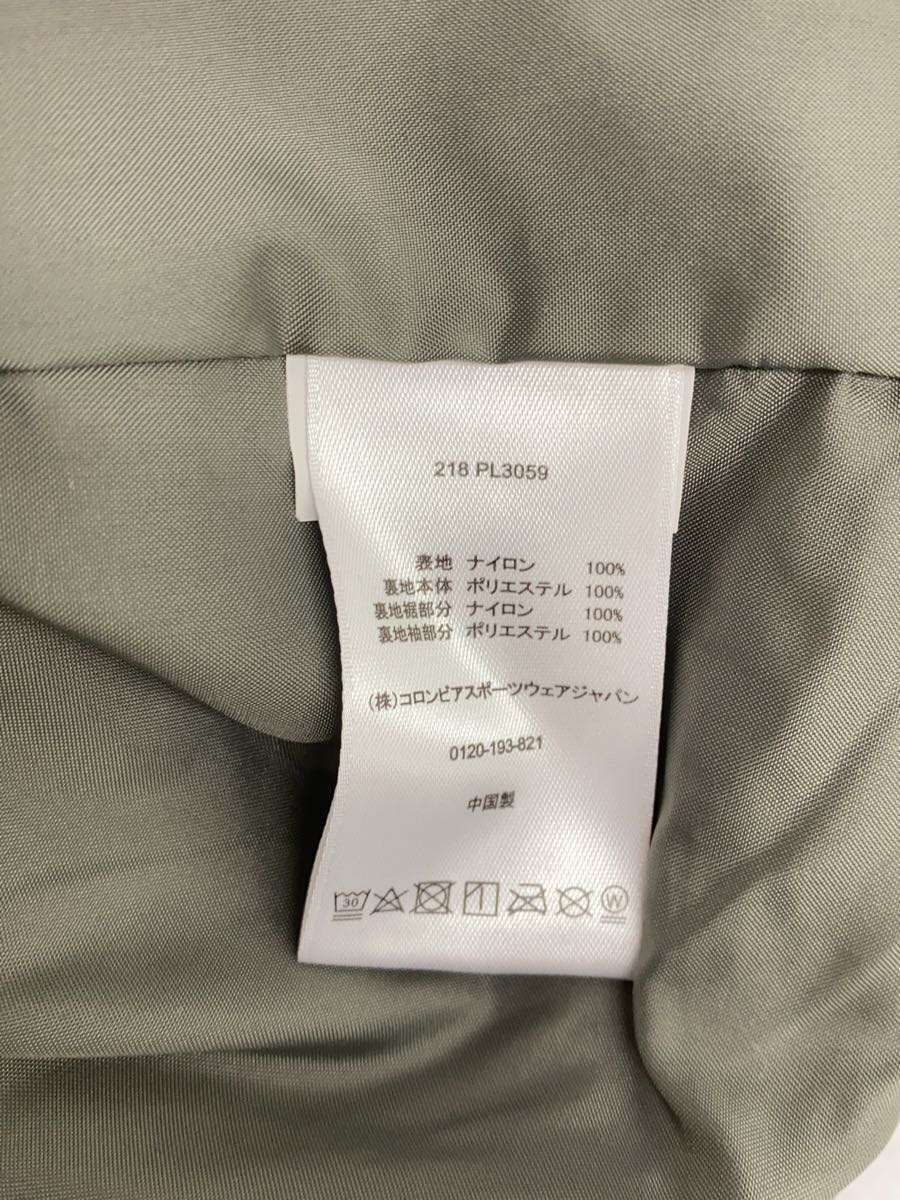 218 PL3059
表地 ナイロン 100%
裏地本体 ポリエステル 100%
裏地裾部分 ナイロン 100%
裏地袖部分 ポリエステル 100%
(株)コロンビアスポーツウェアジャパン
0120-193-821
中国製
30 W